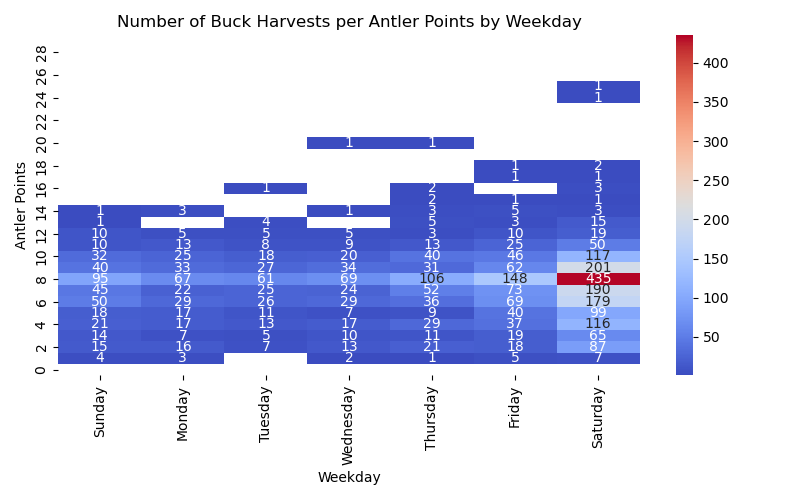 Number of Buck Harvests per Antler Points by Weekday
Antler Points
28
26
1
24 1
22
20 1 1
18 1 2
1 1
16 1 2 3
2 1 1
14 1 3 1 3 5 3
1 4 5 3 15
12 10 5 5 5 3 10 19
10 13 8 9 13 25 50
10 32 25 18 20 40 46 117
40 33 27 34 31 62 201
8 95 67 61 69 106 148 435
45 32 25 24 52 73 190
6 50 29 26 29 36 69 179
18 17 11 7 9 40 99
4 21 17 13 17 29 37 116
14 7 5 10 11 19 65
2 15 16 7 13 21 18 87
4 3 2 1 5 7
0
Sunday Monday Tuesday Wednesday Thursday Friday Saturday
Weekday
400
350
300
250
200
150
100
50